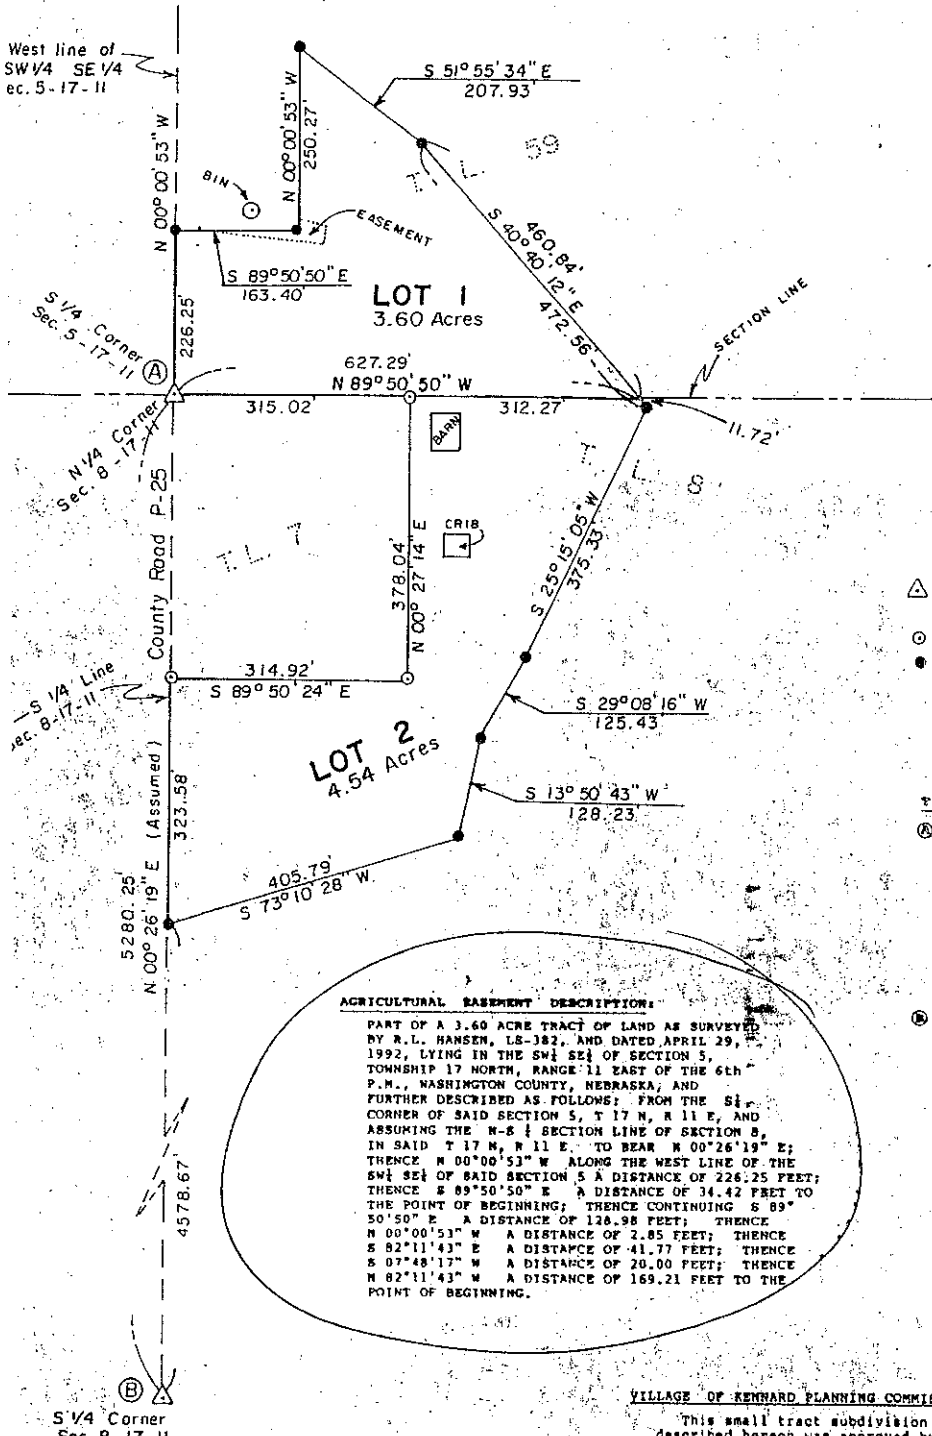 West line of
SW 1/4 SE 1/4
ec. 5-17-11
N 00° 00' 53" W
BIN
N 00° 00' 53" W
250.27'
S 51° 55' 34" E
207.93'
T. L. 59
EASEMENT
S 89° 50' 50" E
163.40'
LOT 1
3.60 Acres
460.84'
S 40° 40' 12" E
472.56'
SECTION LINE
S 1/4 Corner
Sec. 5-17-11
226.25'
A
627.29'
N 89° 50' 50" W
315.02'
312.27'
11.72'
N 1/4 Corner
Sec. 8-17-11
County Road P-25
BARN
T. L. 8
T.L. 7
CRIB
378.04'
N 00° 27' 14" E
S 25° 15' 05" W
375.33'
314.92'
S 89° 50' 24" E
S 1/4 Line
ec. 8-17-11
S 29° 08' 16" W
125.43'
LOT 2
4.54 Acres
S 13° 50' 43" W
128.23'
(Assumed)
323.58'
405.79'
S 73° 10' 28" W
5280.25'
N 00° 26' 19" E
AGRICULTURAL EASEMENT DESCRIPTION:
PART OF A 3.60 ACRE TRACT OF LAND AS SURVEYED
BY R.L. HANSEN, LS-382, AND DATED APRIL 29,
1992, LYING IN THE SW¼ SE¼ OF SECTION 5,
TOWNSHIP 17 NORTH, RANGE 11 EAST OF THE 6th
P.M., WASHINGTON COUNTY, NEBRASKA, AND
FURTHER DESCRIBED AS FOLLOWS: FROM THE S¼
CORNER OF SAID SECTION 5, T 17 N, R 11 E, AND
ASSUMING THE N-S ¼ SECTION LINE OF SECTION 8,
IN SAID T 17 N, R 11 E, TO BEAR N 00°26'19" E;
THENCE N 00°00'53" W ALONG THE WEST LINE OF THE
SW¼ SE¼ OF SAID SECTION 5 A DISTANCE OF 226.25 FEET;
THENCE S 89°50'50" E A DISTANCE OF 34.42 FEET TO
THE POINT OF BEGINNING; THENCE CONTINUING S 89°
50'50" E A DISTANCE OF 128.98 FEET; THENCE
N 00°00'53" W A DISTANCE OF 2.85 FEET; THENCE
S 82°11'43" E A DISTANCE OF 41.77 FEET; THENCE
S 07°48'17" W A DISTANCE OF 20.00 FEET; THENCE
N 82°11'43" W A DISTANCE OF 169.21 FEET TO THE
POINT OF BEGINNING.
4578.67'
B
S 1/4 Corner
Sec. 8-17-11
VILLAGE OF KENNARD PLANNING COMMIS
This small tract subdivision
described hereon was approved by